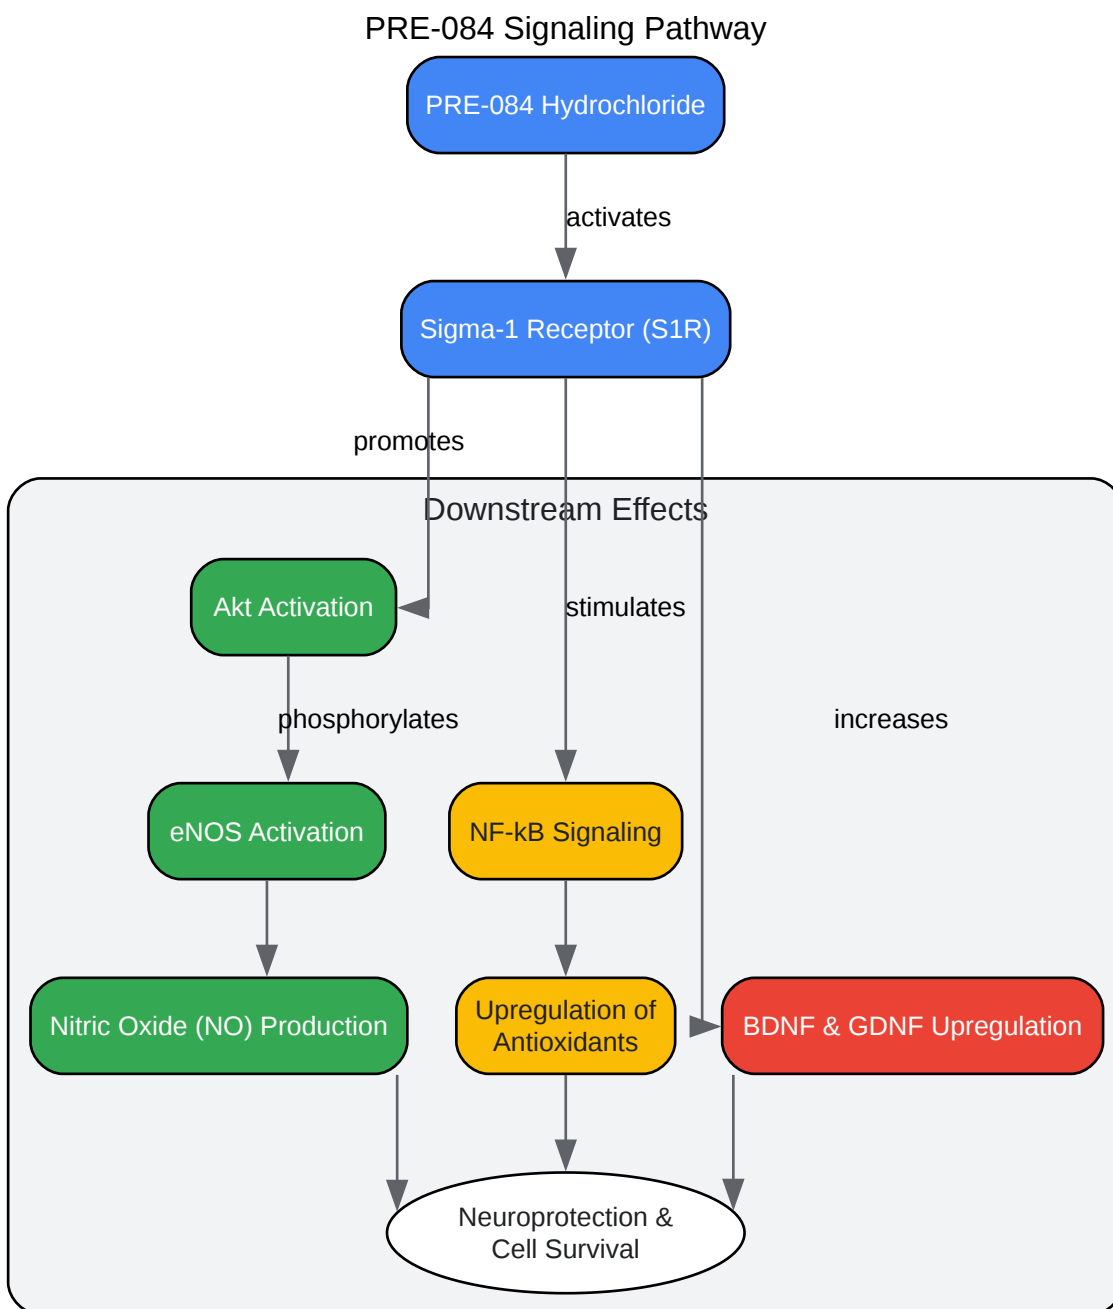 PRE-084 Signaling Pathway
PRE-084 Hydrochloride
activates
Sigma-1 Receptor (S1R)
promotes
Downstream Effects
Akt Activation
stimulates
phosphorylates
increases
eNOS Activation
NF-kB Signaling
Nitric Oxide (NO) Production
Upregulation of
Antioxidants
BDNF & GDNF Upregulation
Neuroprotection &
Cell Survival